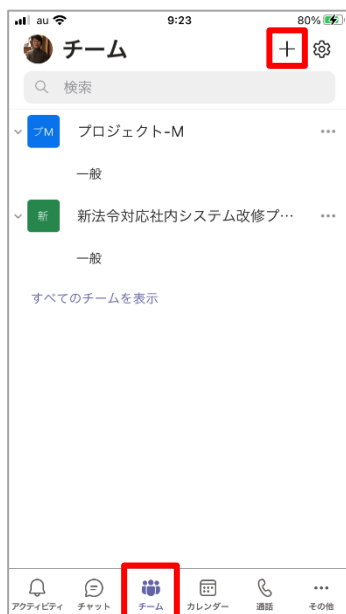 au 9:23 80%
チーム
検索
プM プロジェクト-M
一般
新 新法令対応社内システム改修プ…
一般
すべてのチームを表示
アクティビティ チャット チーム カレンダー 通話 その他